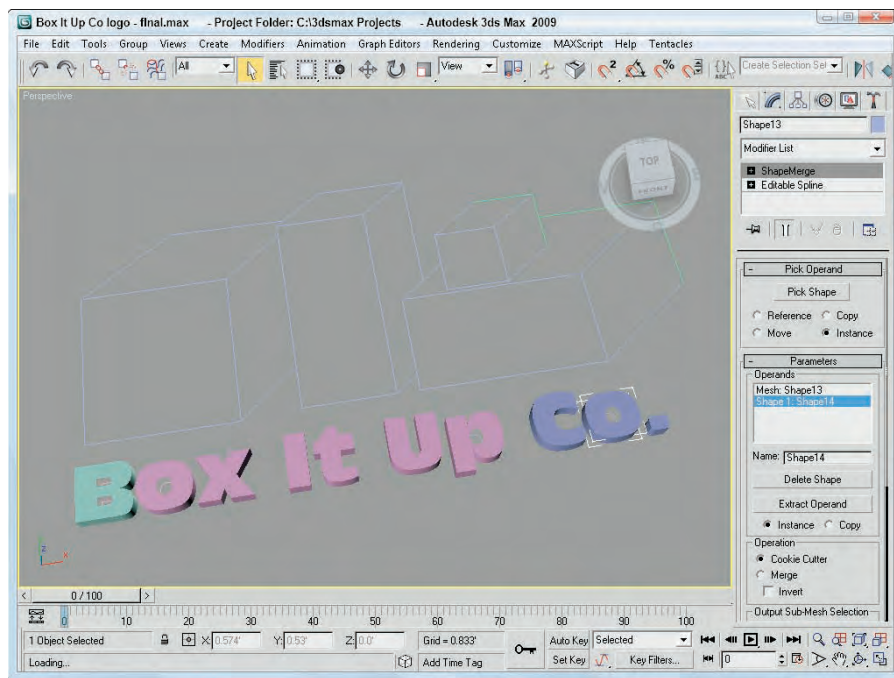 Box It Up Co logo - final.max - Project Folder: C:\3dsmax Projects - Autodesk 3ds Max 2009
File Edit Tools Group Views Create Modifiers Animation Graph Editors Rendering Customize MAXScript Help Tentacles
All View Create Selection Set
Perspective
TOP
FRONT
Box It Up Co.
z
x
Shape13
Modifier List
ShapeMerge
Editable Spline
- Pick Operand
Pick Shape
Reference Copy
Move Instance
- Parameters
Operands
Mesh: Shape13
Shape 1: Shape14
Name: Shape14
Delete Shape
Extract Operand
Instance Copy
Operation
Cookie Cutter
Merge
Invert
Output Sub-Mesh Selection
< 0 / 100 >
0 10 20 30 40 50 60 70 80 90 100
1 Object Selected X: 0.574' Y: 0.53' Z: 0.0' Grid = 0.833' Auto Key Selected
Loading... Add Time Tag Set Key Key Filters... 0